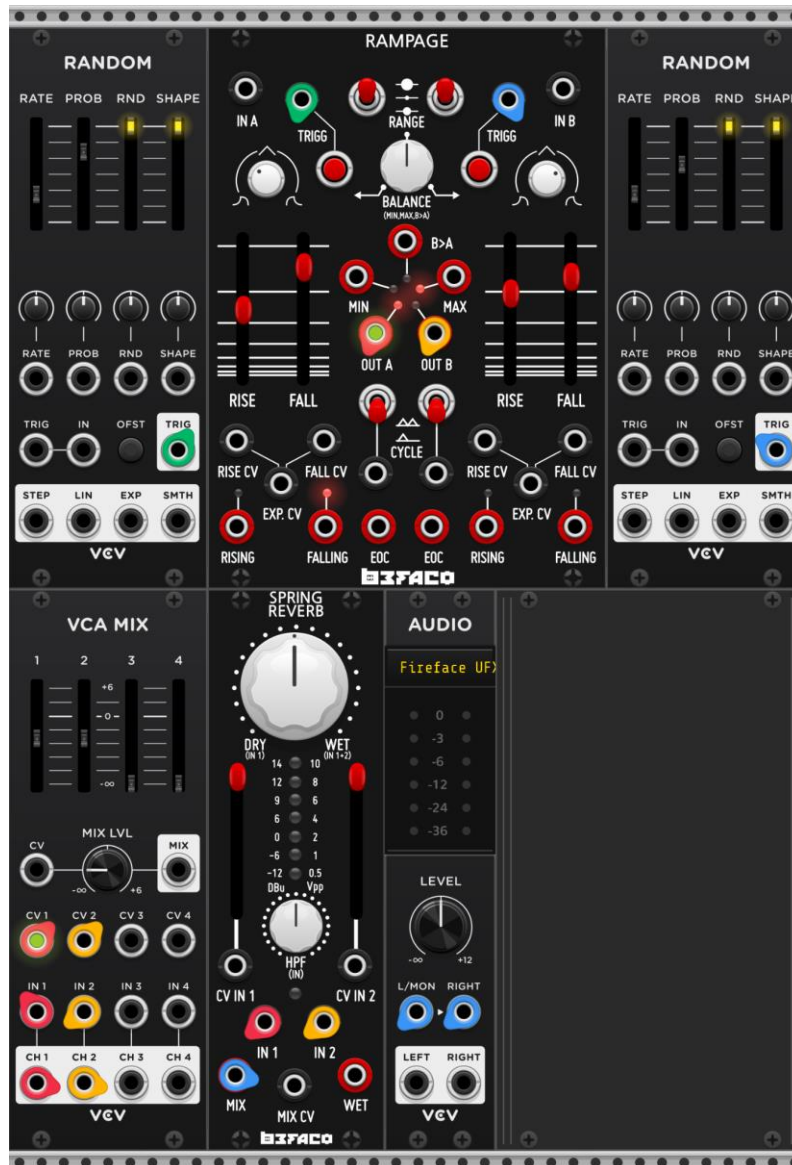 RANDOM
RATE PROB RND SHAPE
RATE PROB RND SHAPE
TRIG IN OFST TRIG
STEP LIN EXP SMTH
VCV
RAMPAGE
IN A
TRIGG
RANGE
TRIGG
IN B
BALANCE
(MIN,MAX,B>A)
B>A
MIN MAX
OUT A OUT B
RISE FALL
RISE FALL
CYCLE
RISE CV FALL CV
EXP. CV
RISE CV FALL CV
EXP. CV
RISING FALLING EOC EOC RISING FALLING
BEFACO
RANDOM
RATE PROB RND SHAPE
RATE PROB RND SHAPE
TRIG IN OFST TRIG
STEP LIN EXP SMTH
VCV
VCA MIX
1 2 3 4
+6
-0-
-∞
CV MIX LVL MIX
-∞ +6
CV 1 CV 2 CV 3 CV 4
IN 1 IN 2 IN 3 IN 4
CH 1 CH 2 CH 3 CH 4
VCV
SPRING
REVERB
DRY WET
(IN 1) (IN 1+2)
14 10
12 8
9 6
6 4
0 2
-6 1
-12 0.5
DBu Vpp
HPF
(IN)
CV IN 1 CV IN 2
IN 1 IN 2
MIX MIX CV WET
BEFACO
AUDIO
Fireface UFX
0
-3
-6
-12
-24
-36
LEVEL
-∞ +12
L/MON RIGHT
LEFT RIGHT
VCV